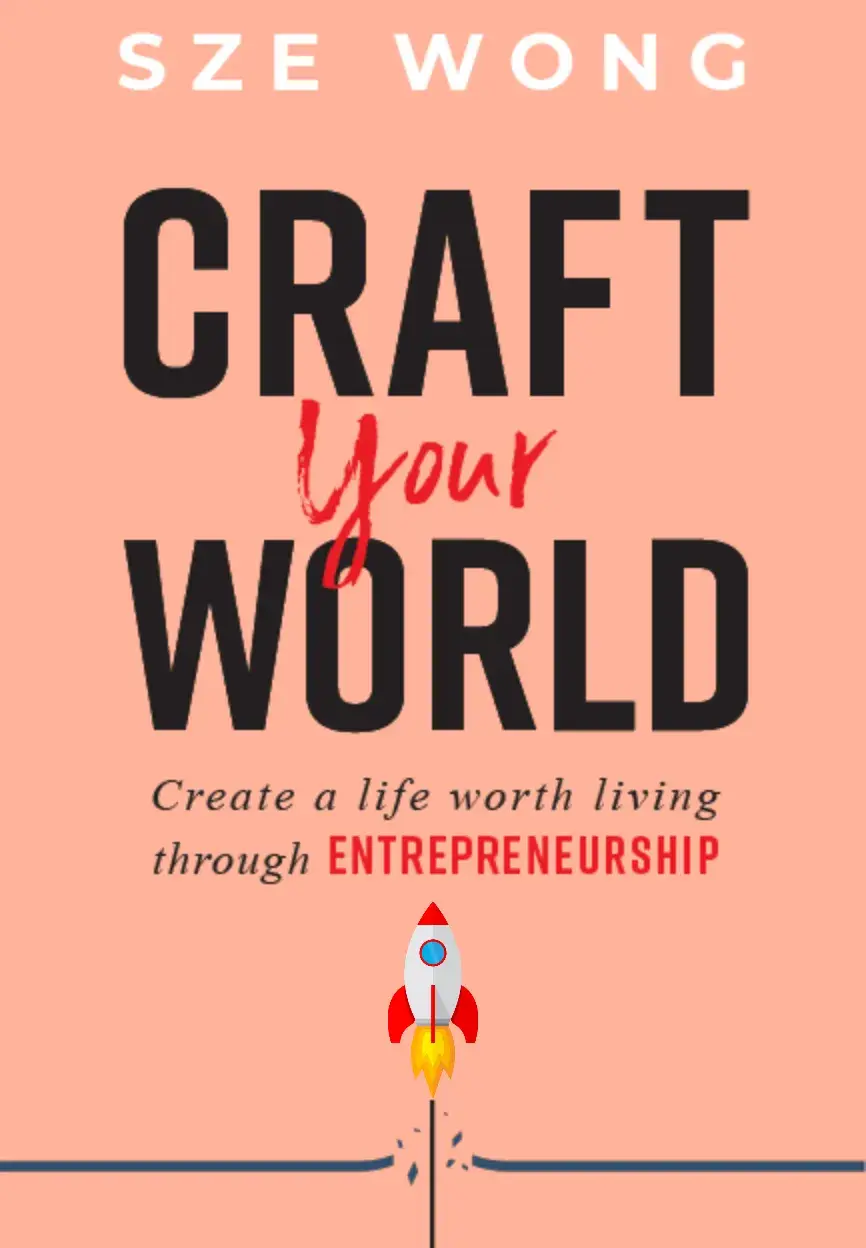 SZE WONG
CRAFT
Your
WORLD
Create a life worth living
through ENTREPRENEURSHIP